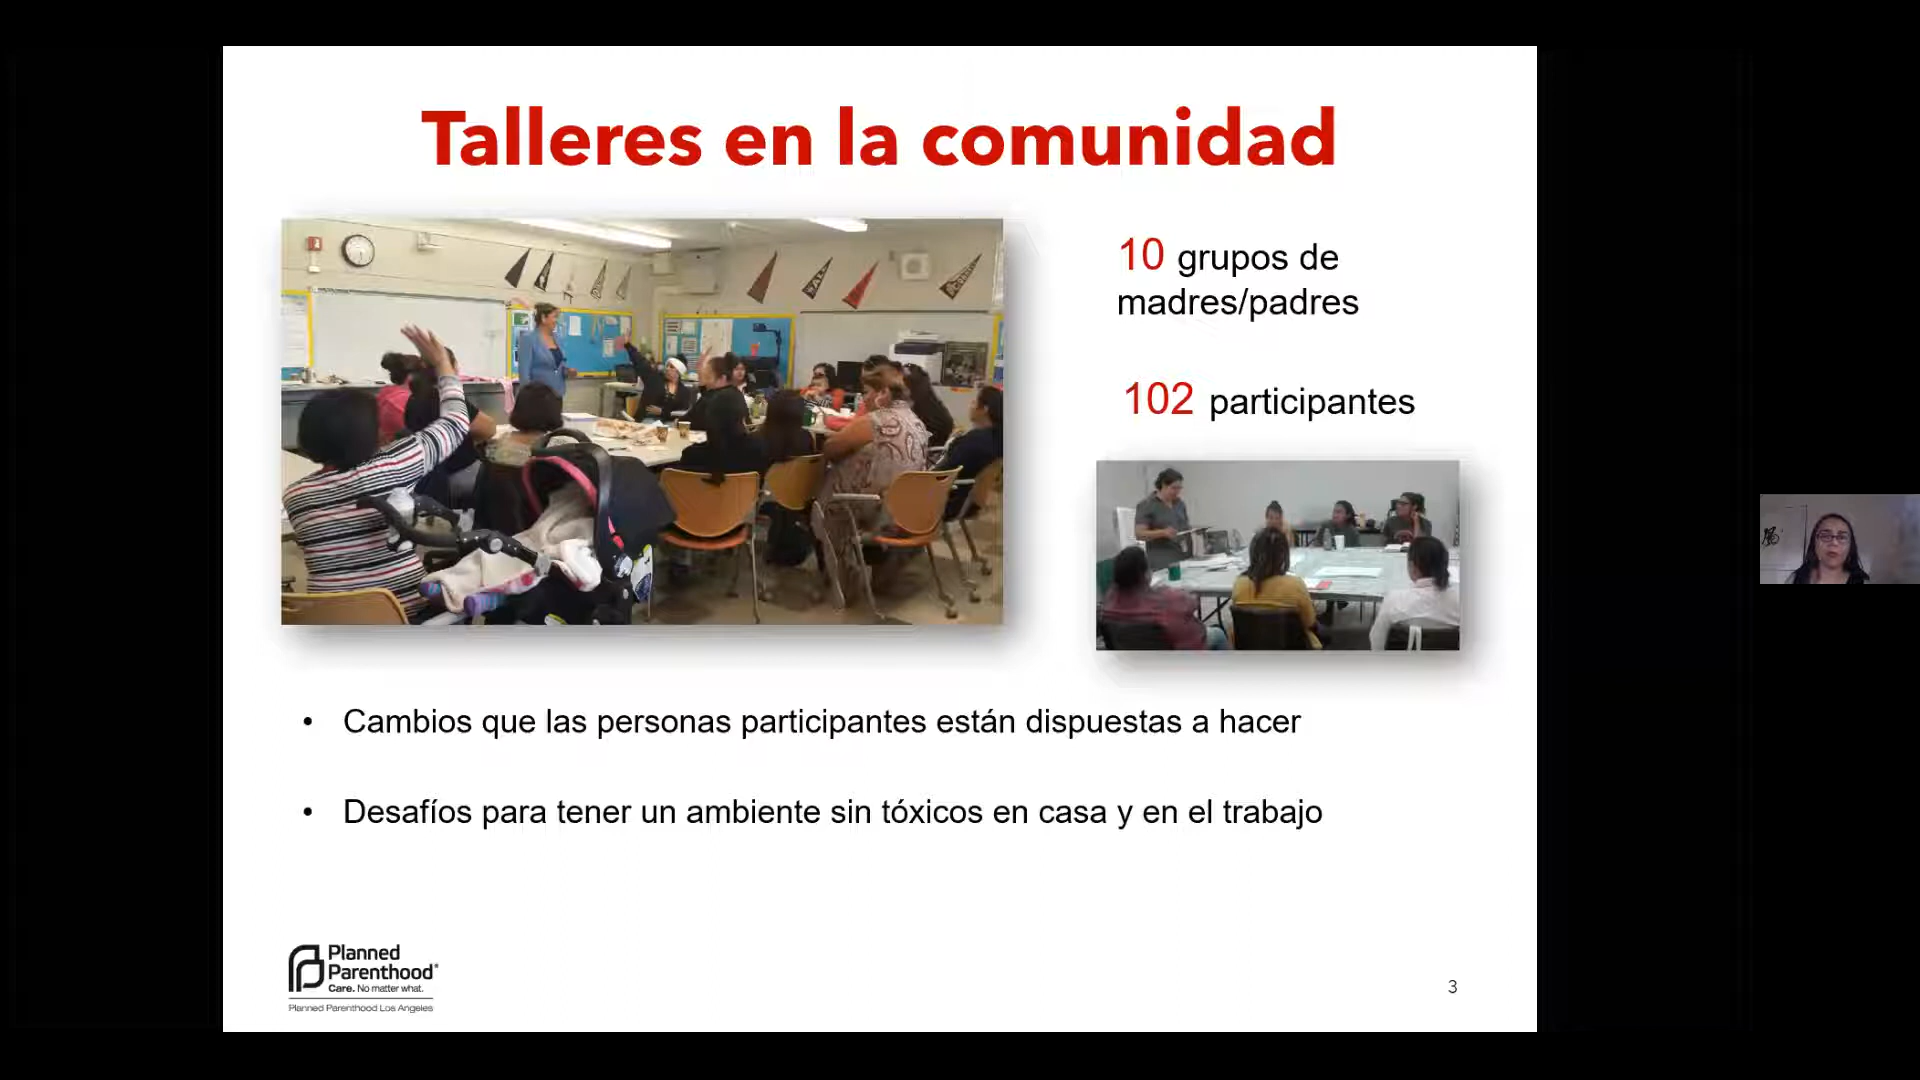 Talleres en la comunidad
10 grupos de
madres/padres
102 participantes
• Cambios que las personas participantes están dispuestas a hacer
• Desafíos para tener un ambiente sin tóxicos en casa y en el trabajo
Planned
Parenthood®
Care. No matter what.
Planned Parenthood Los Angeles
3